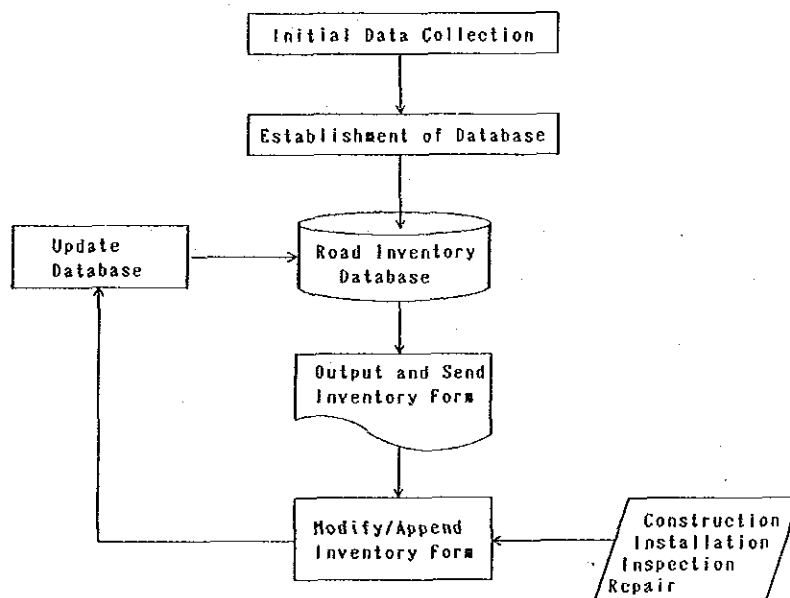 Initial Data Collection
Establishment of Database
Update
Database
Road Inventory
Database
Output and Send
Inventory Form
Modify/Append
Inventory Form
Construction
Installation
Inspection
Repair